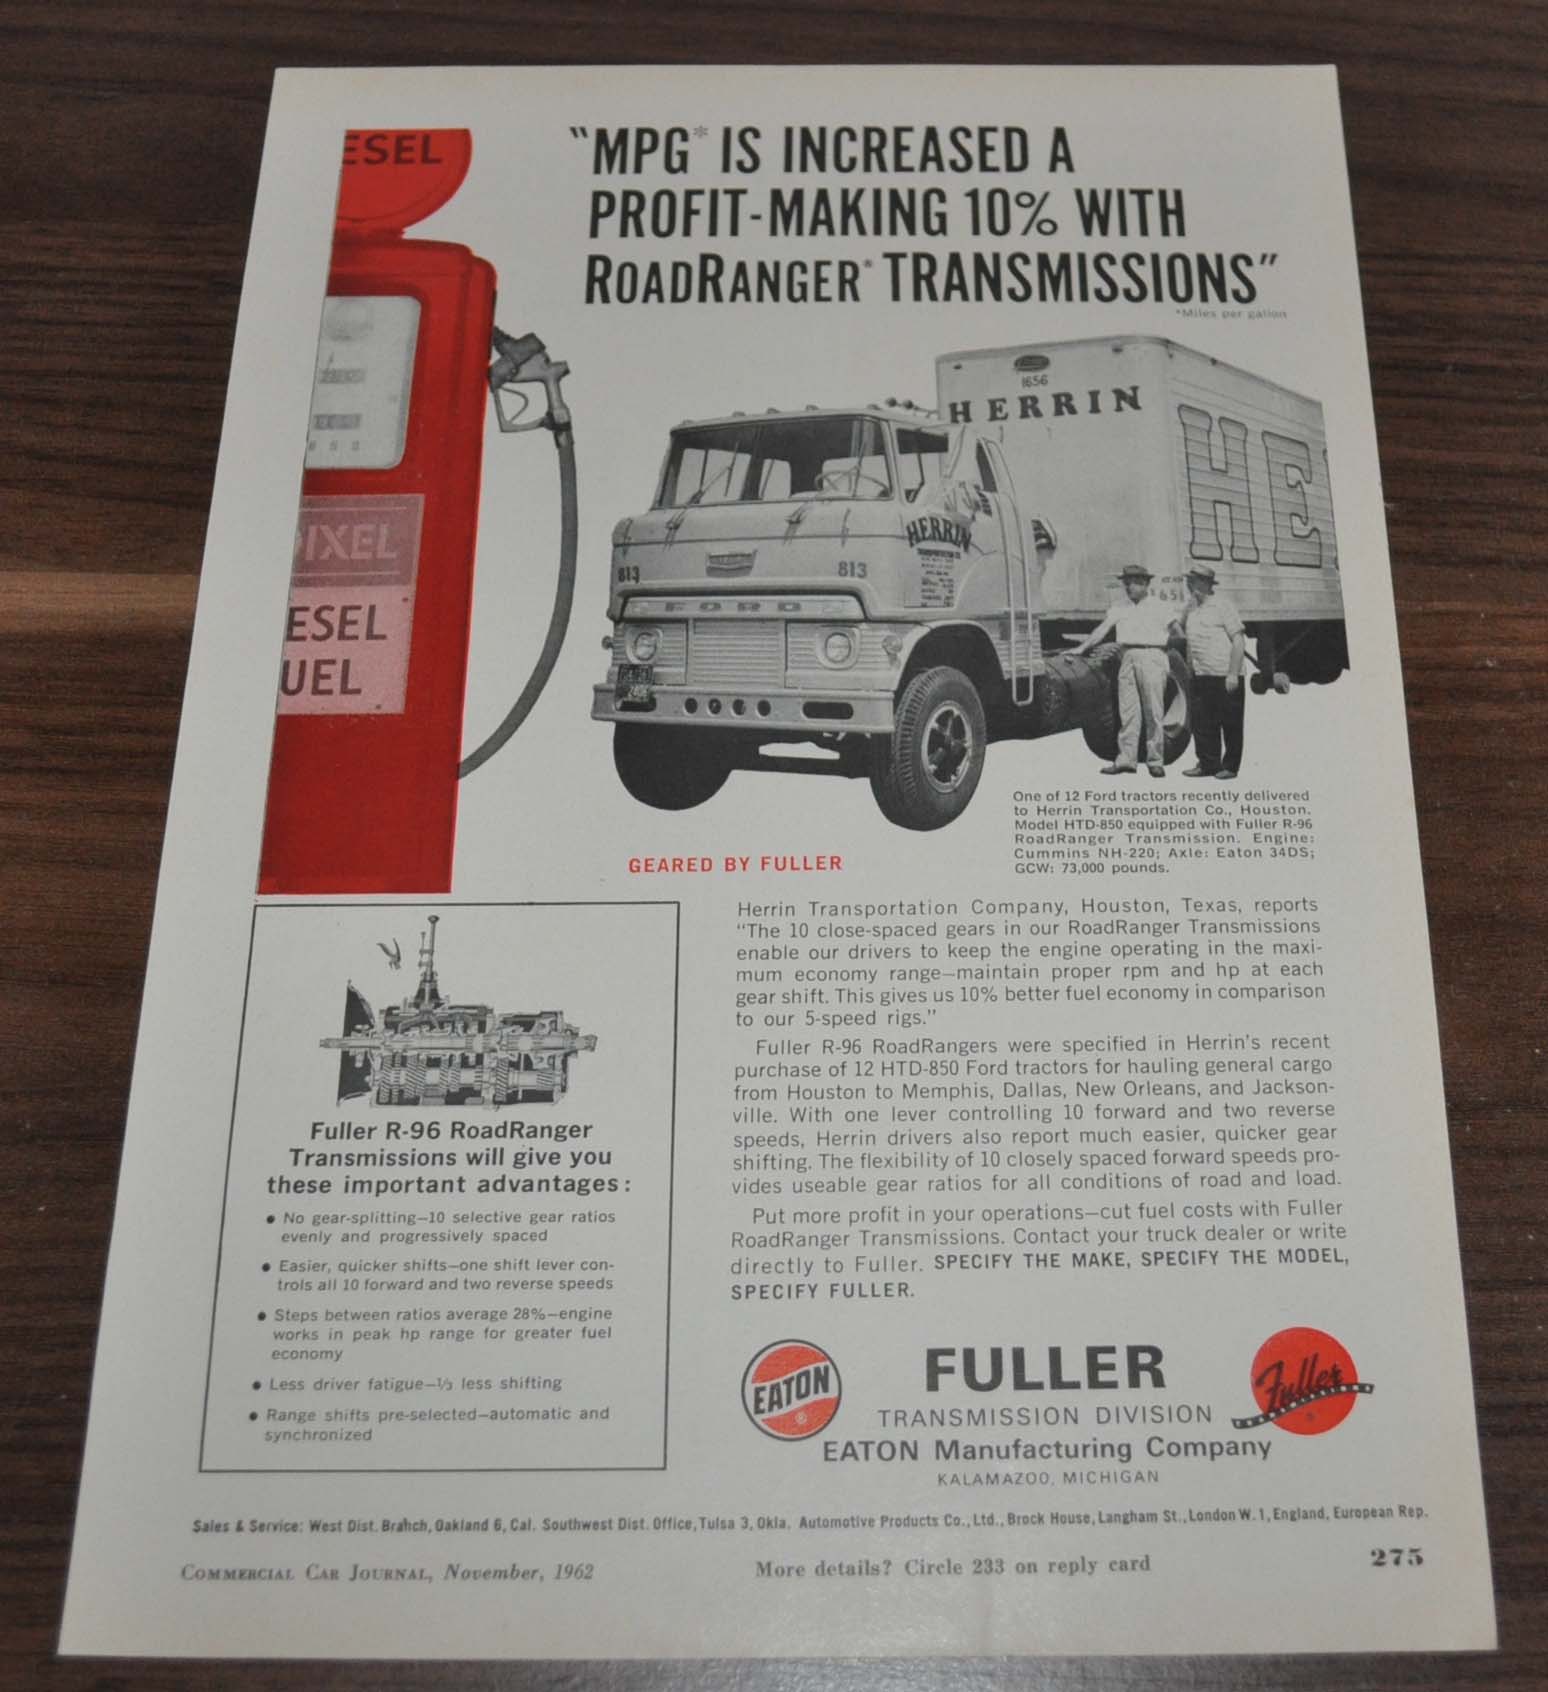 "MPG* IS INCREASED A
PROFIT-MAKING 10% WITH
ROADRANGER* TRANSMISSIONS"
*Miles per gallon
ESEL
IXEL
ESEL
UEL
1656
HERRIN
HE
HERRIN
813
813
FORD
One of 12 Ford tractors recently delivered
to Herrin Transportation Co., Houston.
Model HTD-850 equipped with Fuller R-96
RoadRanger Transmission. Engine:
Cummins NH-220; Axle: Eaton 34DS;
GCW: 73,000 pounds.
GEARED BY FULLER
Herrin Transportation Company, Houston, Texas, reports
"The 10 close-spaced gears in our RoadRanger Transmissions
enable our drivers to keep the engine operating in the maxi-
mum economy range—maintain proper rpm and hp at each
gear shift. This gives us 10% better fuel economy in comparison
to our 5-speed rigs."
Fuller R-96 RoadRangers were specified in Herrin's recent
purchase of 12 HTD-850 Ford tractors for hauling general cargo
from Houston to Memphis, Dallas, New Orleans, and Jackson-
ville. With one lever controlling 10 forward and two reverse
speeds, Herrin drivers also report much easier, quicker gear
shifting. The flexibility of 10 closely spaced forward speeds pro-
vides useable gear ratios for all conditions of road and load.
Put more profit in your operations—cut fuel costs with Fuller
RoadRanger Transmissions. Contact your truck dealer or write
directly to Fuller. SPECIFY THE MAKE, SPECIFY THE MODEL,
SPECIFY FULLER.
Fuller R-96 RoadRanger
Transmissions will give you
these important advantages:
• No gear-splitting—10 selective gear ratios
evenly and progressively spaced
• Easier, quicker shifts—one shift lever con-
trols all 10 forward and two reverse speeds
• Steps between ratios average 28%—engine
works in peak hp range for greater fuel
economy
• Less driver fatigue—⅓ less shifting
• Range shifts pre-selected—automatic and
synchronized
EATON
®
FULLER
TRANSMISSION DIVISION
EATON Manufacturing Company
KALAMAZOO, MICHIGAN
Fuller
TRANSMISSIONS
®
Sales & Service: West Dist. Branch, Oakland 6, Cal. Southwest Dist. Office, Tulsa 3, Okla. Automotive Products Co., Ltd., Brock House, Langham St., London W.1, England, European Rep.
COMMERCIAL CAR JOURNAL, November, 1962
More details? Circle 233 on reply card
275